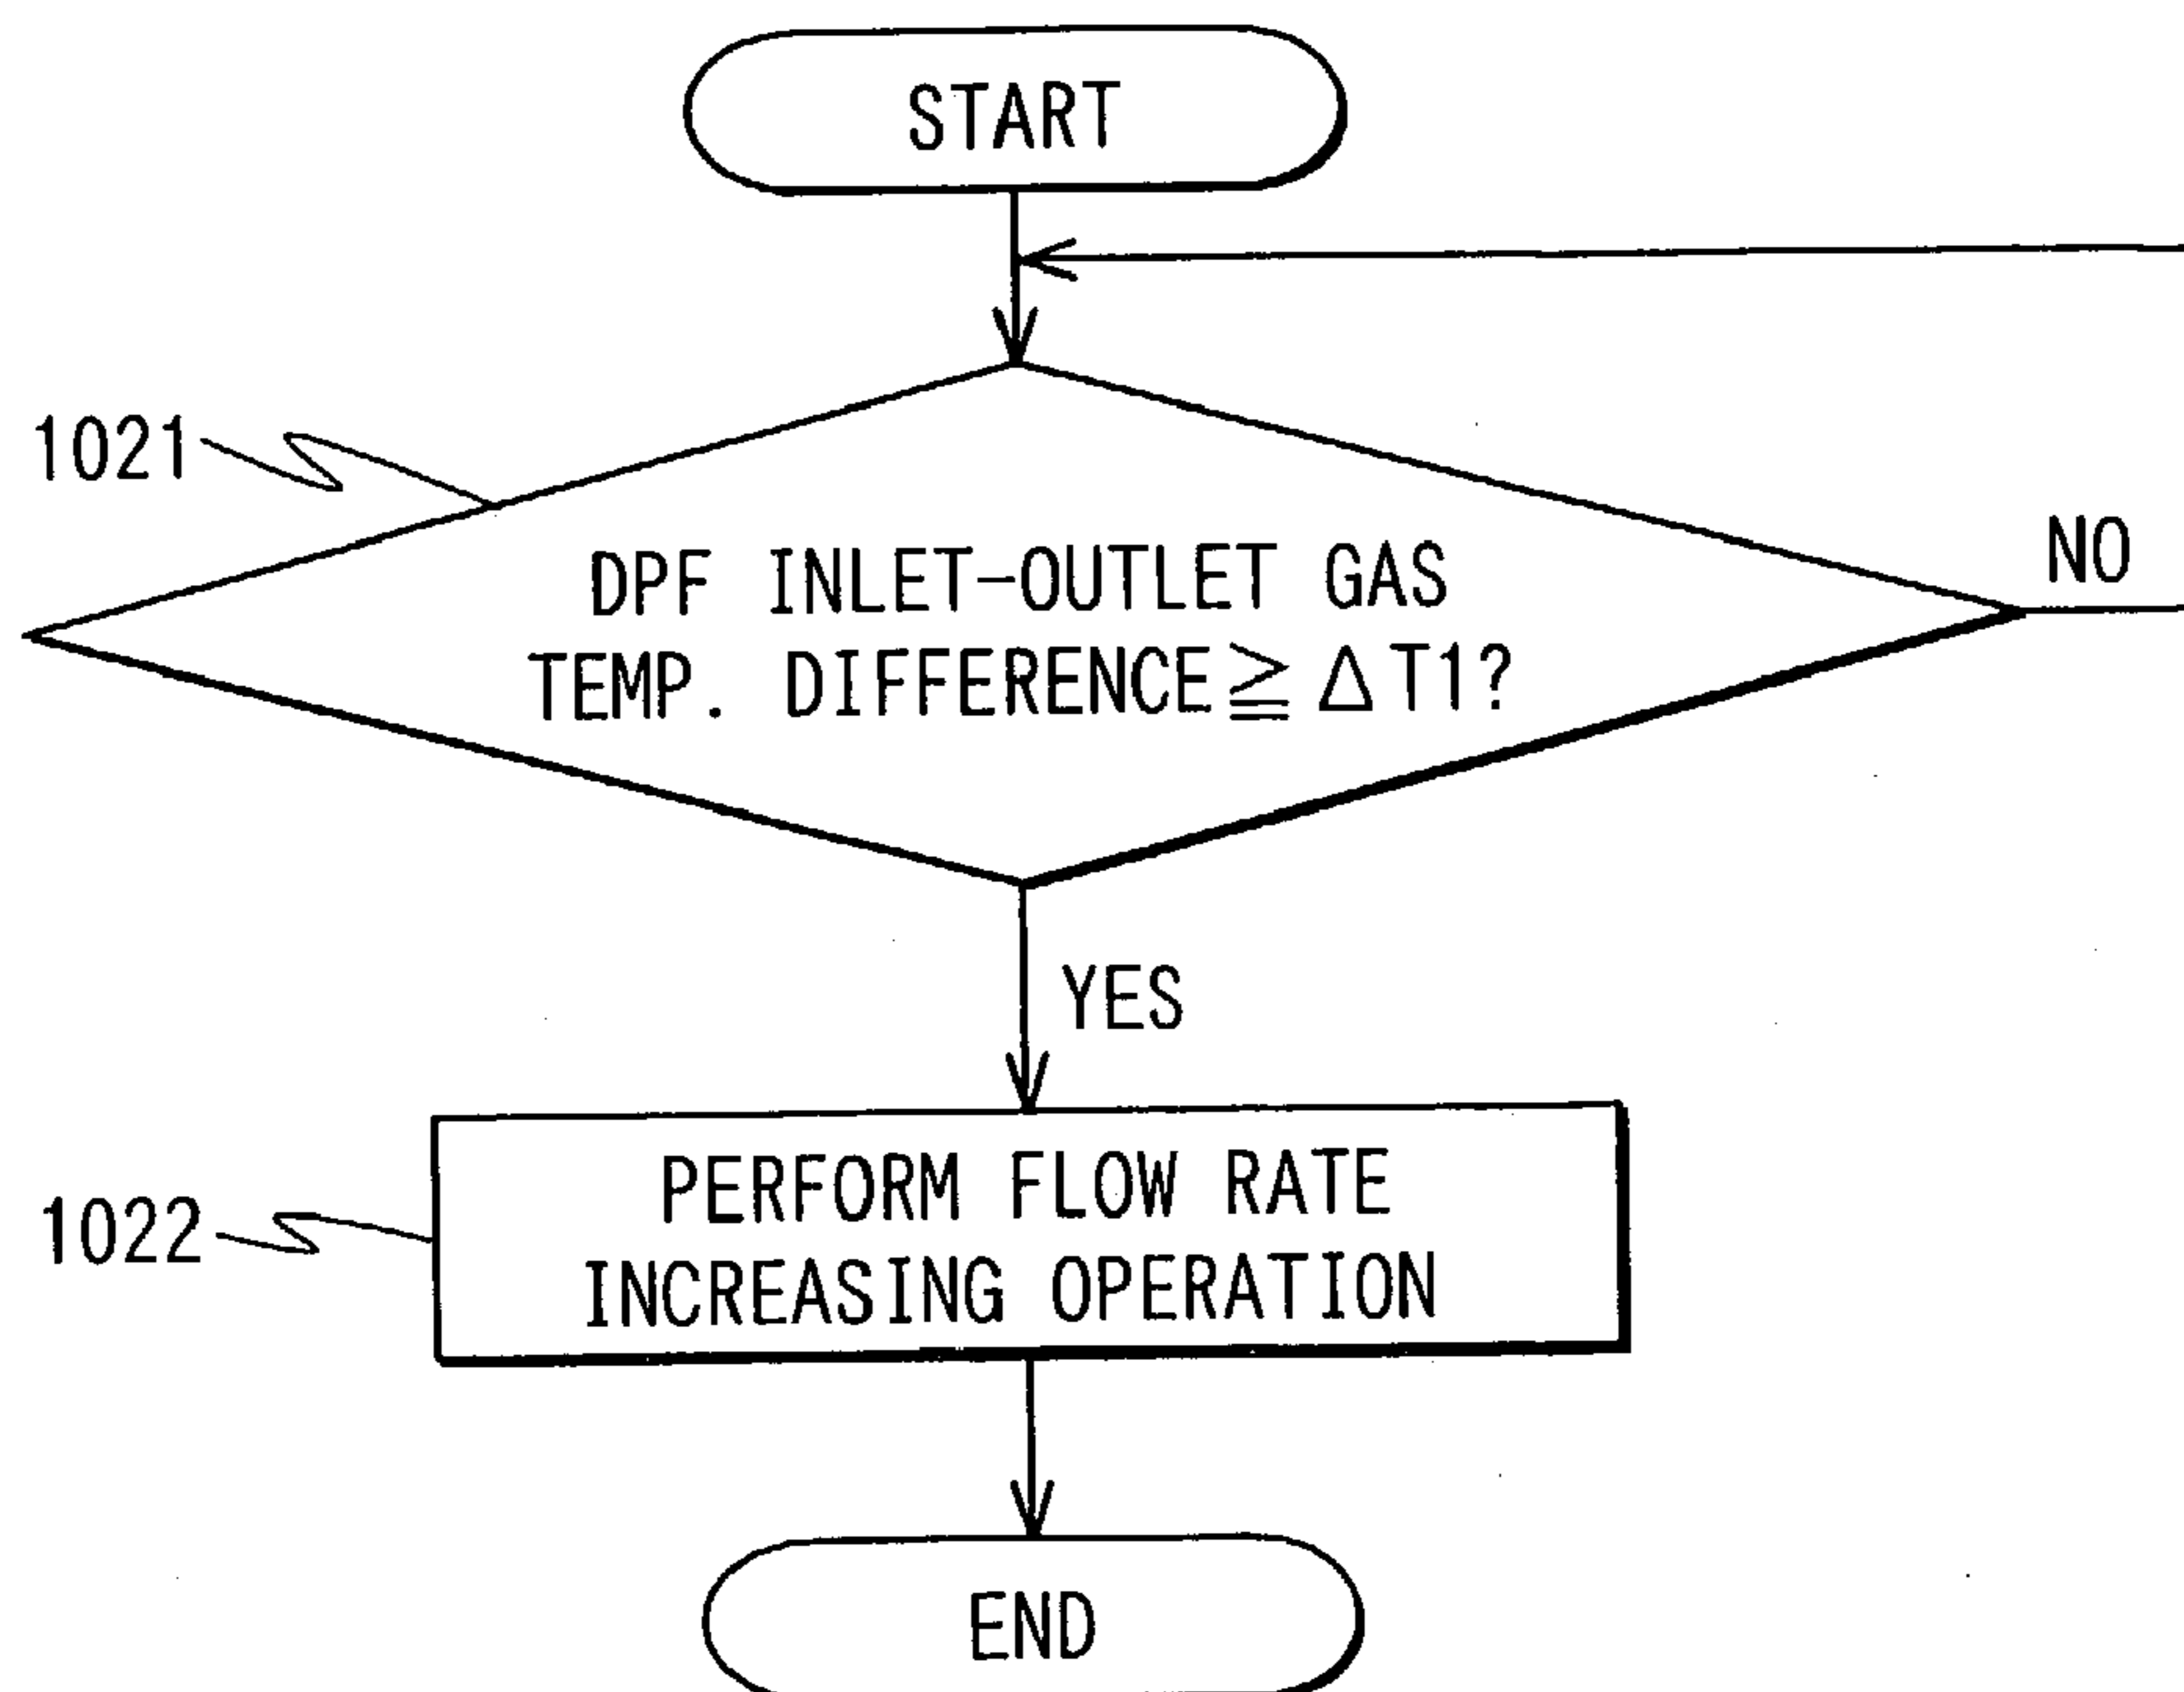 START
1021
DPF INLET-OUTLET GAS
TEMP. DIFFERENCE≧ΔT1?
NO
YES
1022
PERFORM FLOW RATE
INCREASING OPERATION
END